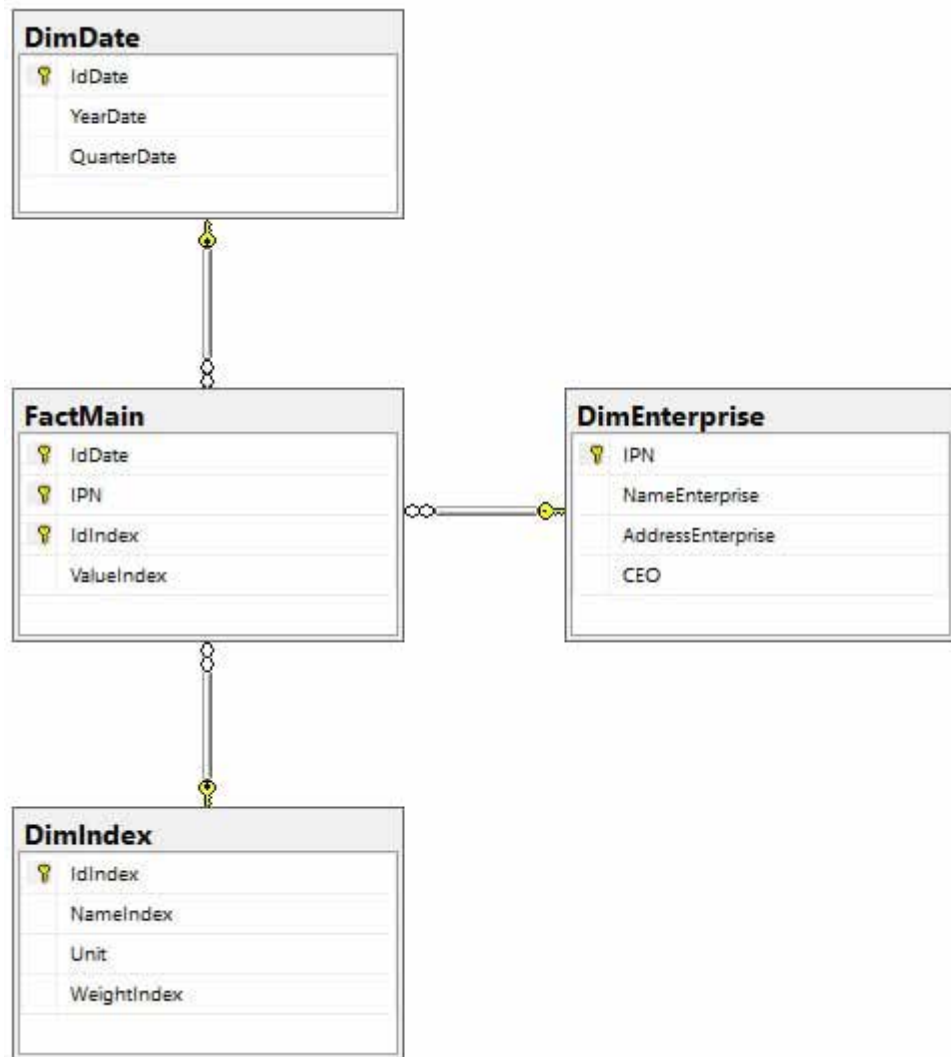 DimDate
IdDate
YearDate
QuarterDate
FactMain
IdDate
IPN
IdIndex
ValueIndex
DimEnterprise
IPN
NameEnterprise
AddressEnterprise
CEO
DimIndex
IdIndex
NameIndex
Unit
WeightIndex